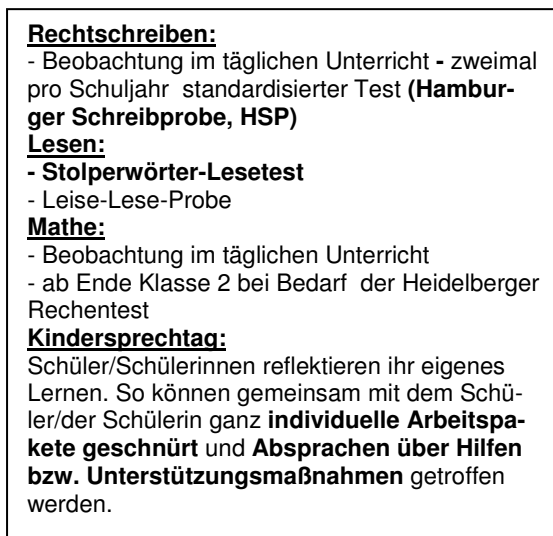 Rechtschreiben:
- Beobachtung im täglichen Unterricht - zweimal
pro Schuljahr  standardisierter Test (Hambur-
ger Schreibprobe, HSP)
Lesen:
- Stolperwörter-Lesetest
- Leise-Lese-Probe
Mathe:
- Beobachtung im täglichen Unterricht
- ab Ende Klasse 2 bei Bedarf  der Heidelberger
Rechentest
Kindersprechtag:
Schüler/Schülerinnen reflektieren ihr eigenes
Lernen. So können gemeinsam mit dem Schü-
ler/der Schülerin ganz individuelle Arbeitspa-
kete geschnürt und Absprachen über Hilfen
bzw. Unterstützungsmaßnahmen getroffen
werden.